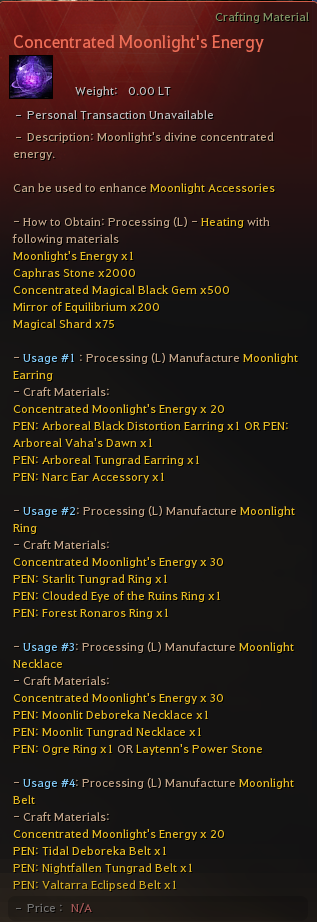 Crafting Material
Concentrated Moonlight's Energy
Weight: 0.00 LT
- Personal Transaction Unavailable
- Description: Moonlight's divine concentrated
energy.
Can be used to enhance Moonlight Accessories
- How to Obtain: Processing (L) - Heating with
following materials
Moonlight's Energy x1
Caphras Stone x2000
Concentrated Magical Black Gem x500
Mirror of Equilibrium x200
Magical Shard x75
- Usage #1 : Processing (L) Manufacture Moonlight
Earring
- Craft Materials:
Concentrated Moonlight's Energy x 20
PEN: Arboreal Black Distortion Earring x1 OR PEN:
Arboreal Vaha's Dawn x1
PEN: Arboreal Tungrad Earring x1
PEN: Narc Ear Accessory x1
- Usage #2: Processing (L) Manufacture Moonlight
Ring
- Craft Materials:
Concentrated Moonlight's Energy x 30
PEN: Starlit Tungrad Ring x1
PEN: Clouded Eye of the Ruins Ring x1
PEN: Forest Ronaros Ring x1
- Usage #3: Processing (L) Manufacture Moonlight
Necklace
- Craft Materials:
Concentrated Moonlight's Energy x 30
PEN: Moonlit Deboreka Necklace x1
PEN: Moonlit Tungrad Necklace x1
PEN: Ogre Ring x1 OR Laytenn's Power Stone
- Usage #4: Processing (L) Manufacture Moonlight
Belt
- Craft Materials:
Concentrated Moonlight's Energy x 20
PEN: Tidal Deboreka Belt x1
PEN: Nightfallen Tungrad Belt x1
PEN: Valtarra Eclipsed Belt x1
- Price : N/A